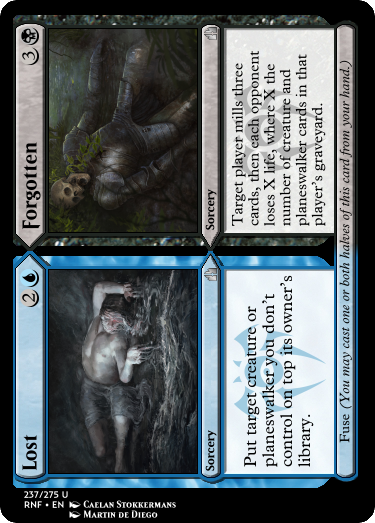 Lost 2
Sorcery
Put target creature or
planeswalker you don't
control on top its owner's
library.
Forgotten 3
Sorcery
Target player mills three
cards, then each opponent
loses X life, where X the
number of creature and
planeswalker cards in that
player's graveyard.
Fuse (You may cast one or both halves of this card from your hand.)
237/275 U
RNF • EN Caelan Stokkermans
Martin de Diego